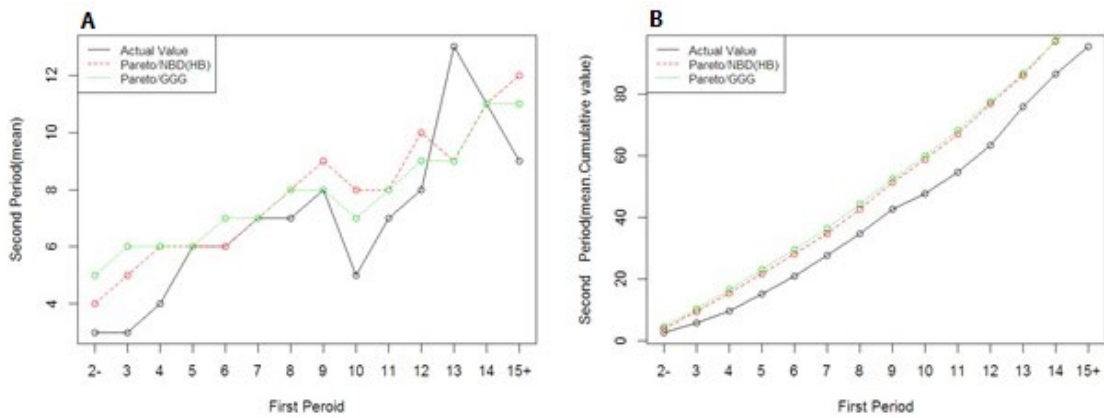 A
Actual Value
Pareto/NBD(HB)
Pareto/GGG
Second Period(mean)
12
10
8
6
4
2- 3 4 5 6 7 8 9 10 11 12 13 14 15+
First Peroid
B
Actual Value
Pareto/NBD(HB)
Pareto/GGG
Second Period(mean.Cumulative value)
80
60
40
20
0
2- 3 4 5 6 7 8 9 10 11 12 13 14 15+
First Period